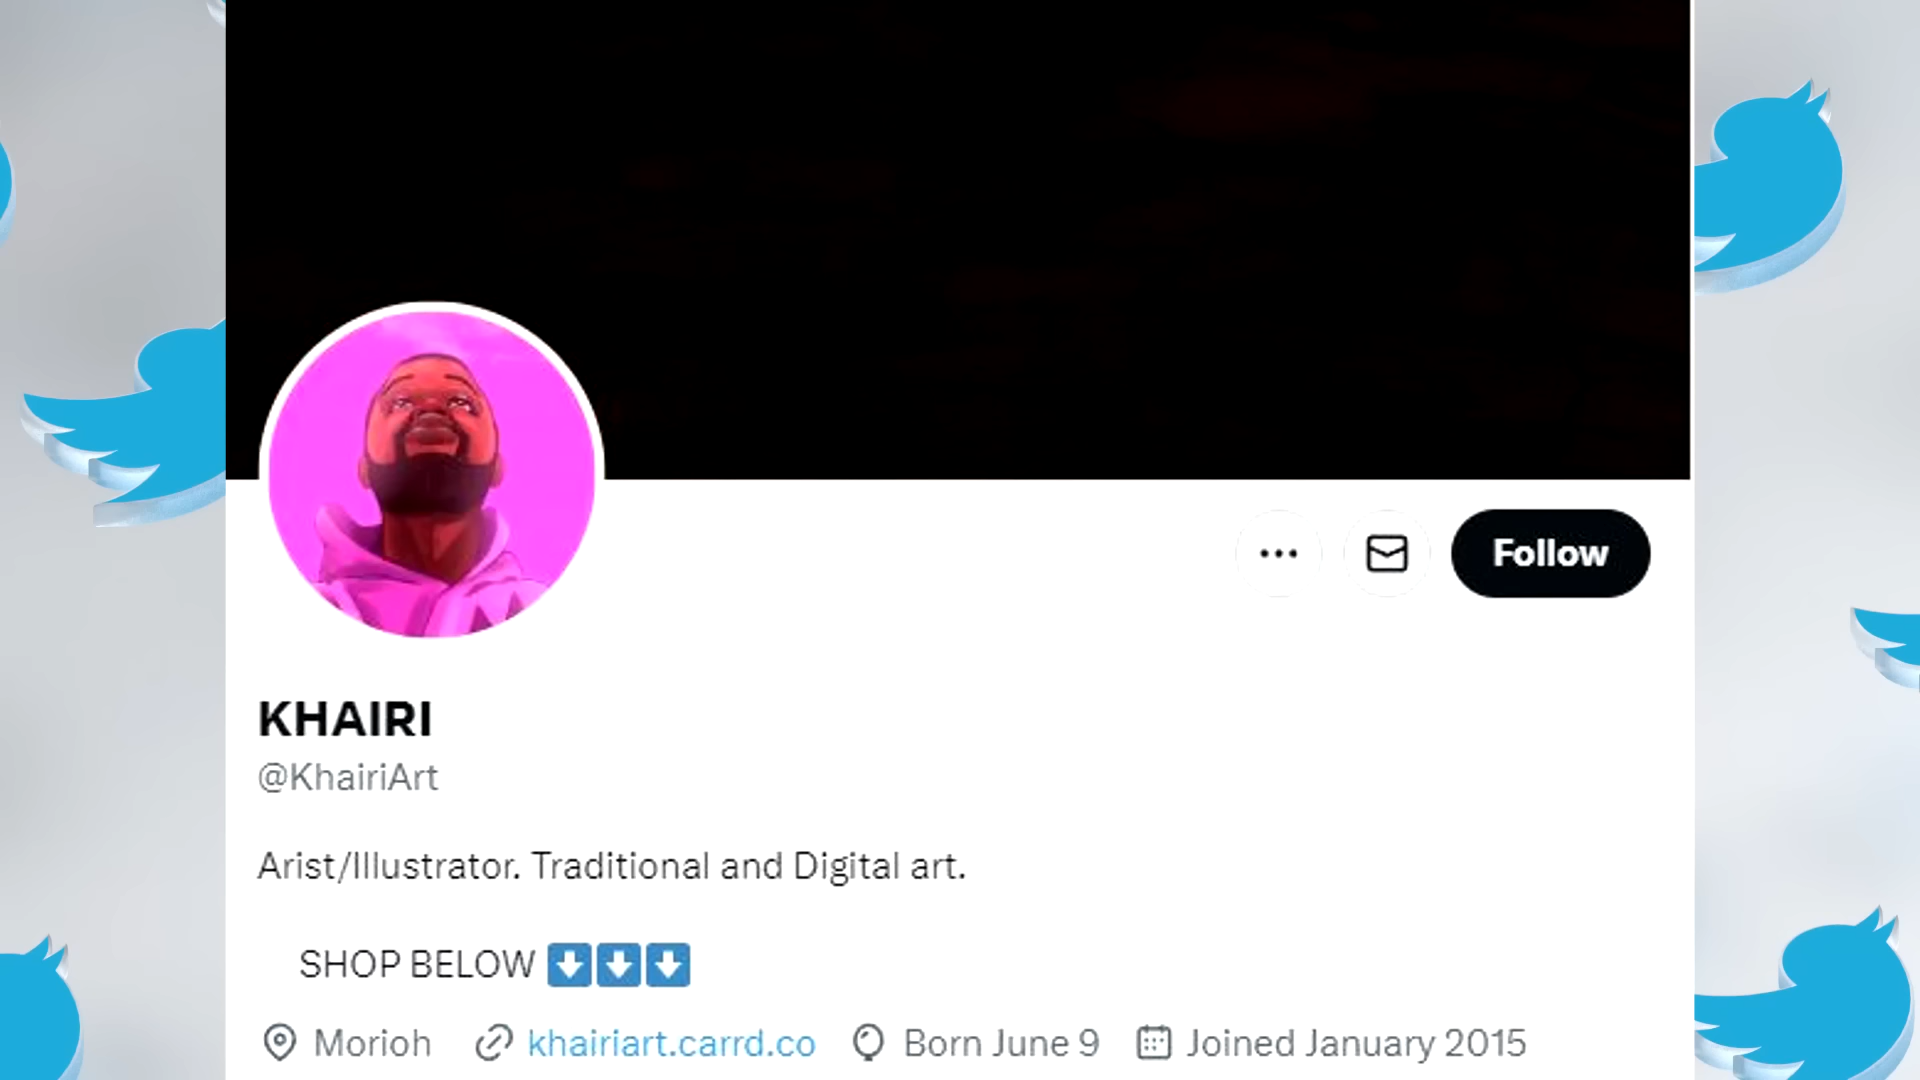 Follow
KHAIRI
@KhairiArt
Arist/Illustrator. Traditional and Digital art.
SHOP BELOW ⬇️⬇️⬇️
Morioh khairiart.carrd.co Born June 9 Joined January 2015